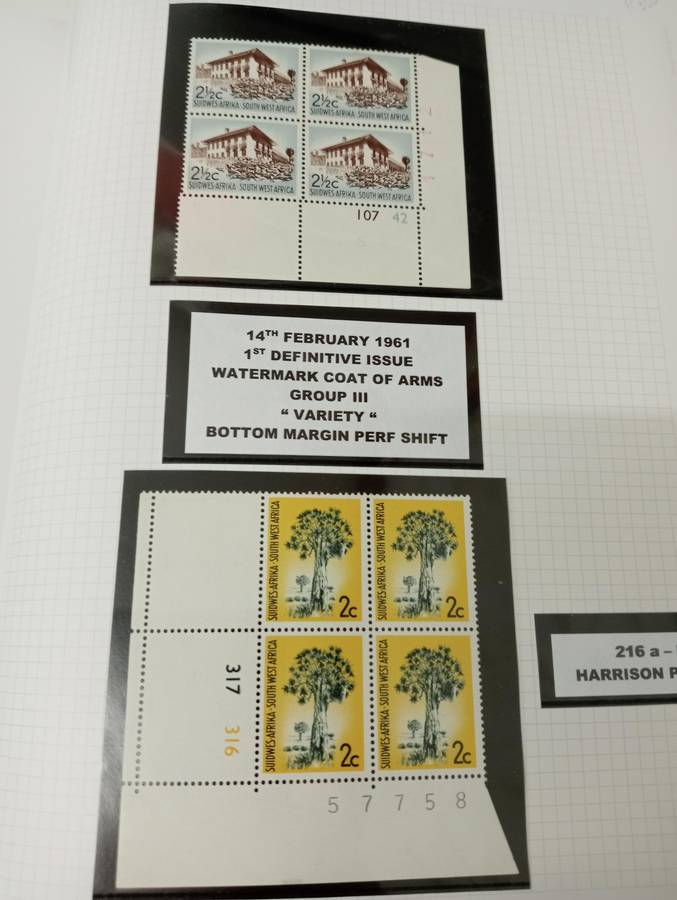 2½c
SUIDWES-AFRIKA·SOUTH WEST AFRICA
2½c
SUIDWES-AFRIKA·SOUTH WEST AFRICA
2½c
SUIDWES-AFRIKA·SOUTH WEST AFRICA
2½c
SUIDWES-AFRIKA·SOUTH WEST AFRICA
107 42
14TH FEBRUARY 1961
1ST DEFINITIVE ISSUE
WATERMARK COAT OF ARMS
GROUP III
“ VARIETY “
BOTTOM MARGIN PERF SHIFT
SUIDWES-AFRIKA·SOUTH WEST AFRICA
2c
SUIDWES-AFRIKA·SOUTH WEST AFRICA
2c
SUIDWES-AFRIKA·SOUTH WEST AFRICA
2c
SUIDWES-AFRIKA·SOUTH WEST AFRICA
2c
317
316
5 7 7 5 8
216 a –
HARRISON P